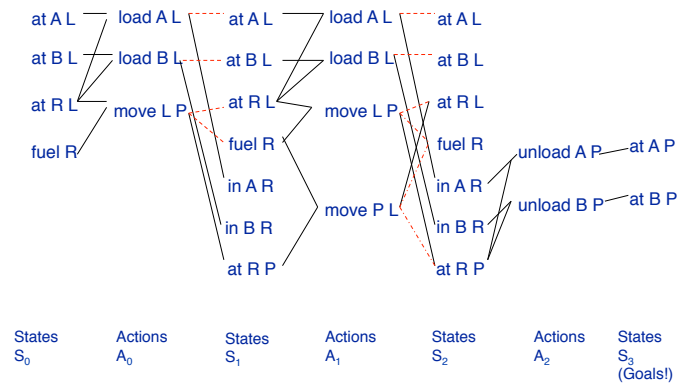 at A L load A L at A L load A L at A L
at B L load B L at B L load B L at B L
at R L move L P at R L move L P at R L
fuel R fuel R fuel R unload A P at A P
in A R in A R
move P L unload B P at B P
in B R in B R
at R P at R P
States Actions States Actions States Actions States
S0 A0 S1 A1 S2 A2 S3
(Goals!)